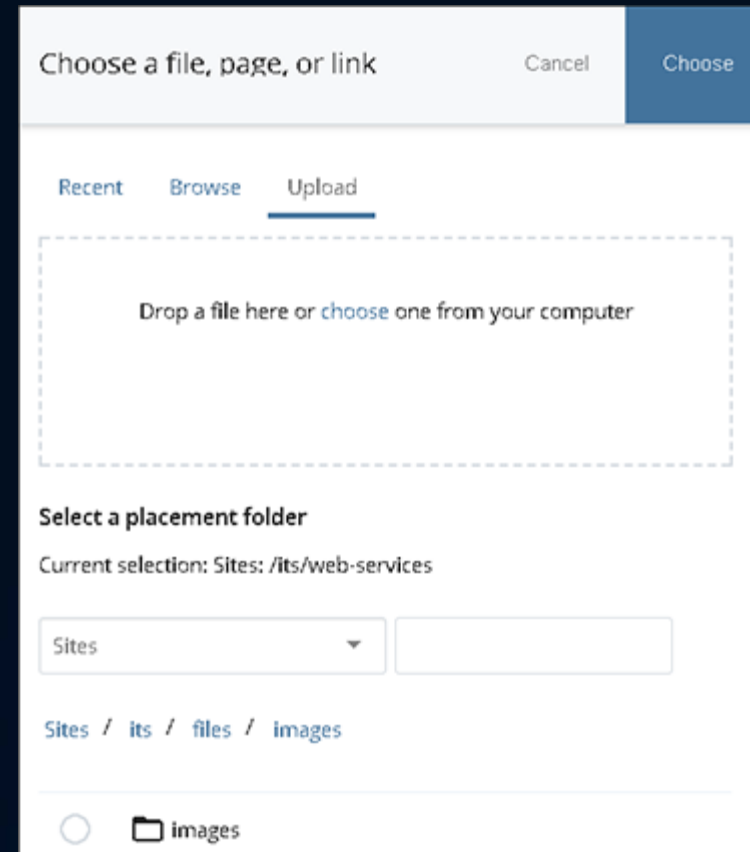 Choose a file, page, or link Cancel Choose
Recent Browse Upload
Drop a file here or choose one from your computer
Select a placement folder
Current selection: Sites: /its/web-services
Sites
Sites / its / files / images
images